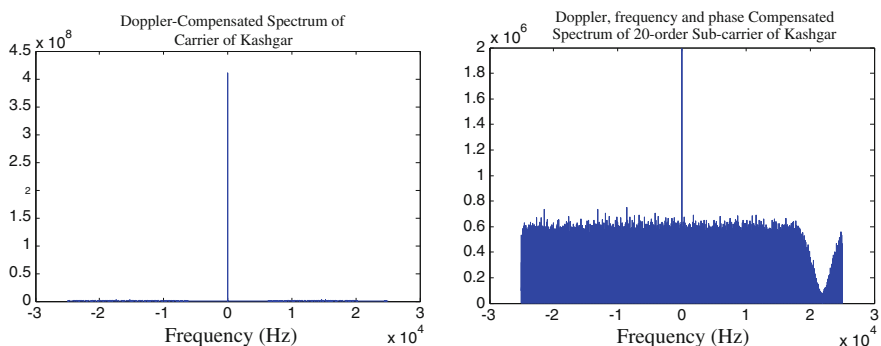 Doppler-Compensated Spectrum of
Carrier of Kashgar
x 10 8
4.5
4
3.5
3
2.5
2
1.5
1
0.5
0
-3 -2 -1 0 1 2 3
Frequency (Hz)
x 10 4
Doppler, frequency and phase Compensated
Spectrum of 20-order Sub-carrier of Kashgar
x 10 6
2
1.8
1.6
1.4
1.2
1
0.8
0.6
0.4
0.2
0
-3 -2 -1 0 1 2 3
Frequency (Hz)
x 10 4